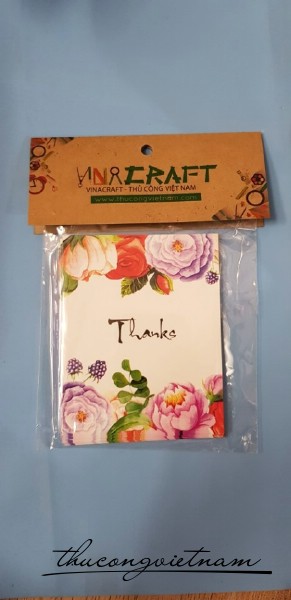 VINACRAFT
VINACRAFT - THỦ CÔNG VIỆT NAM
www.thucongvietnam.com
Thanks
thucongvietnam